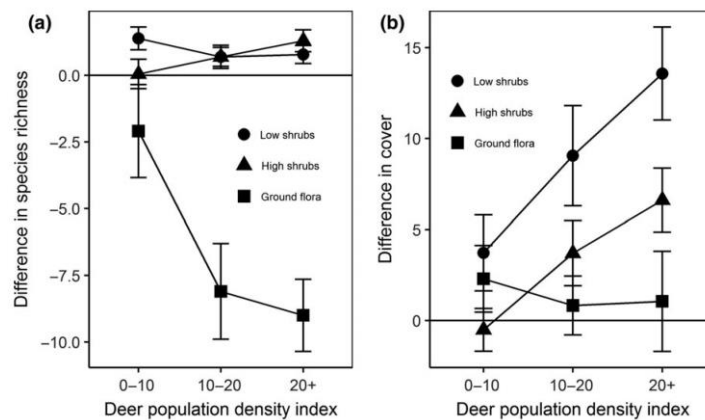 (a)
Difference in species richness
0.0
−2.5
−5.0
−7.5
−10.0
Low shrubs
High shrubs
Ground flora
0–10
10–20
20+
Deer population density index
(b)
Difference in cover
15
10
5
0
Low shrubs
High shrubs
Ground flora
0–10
10–20
20+
Deer population density index